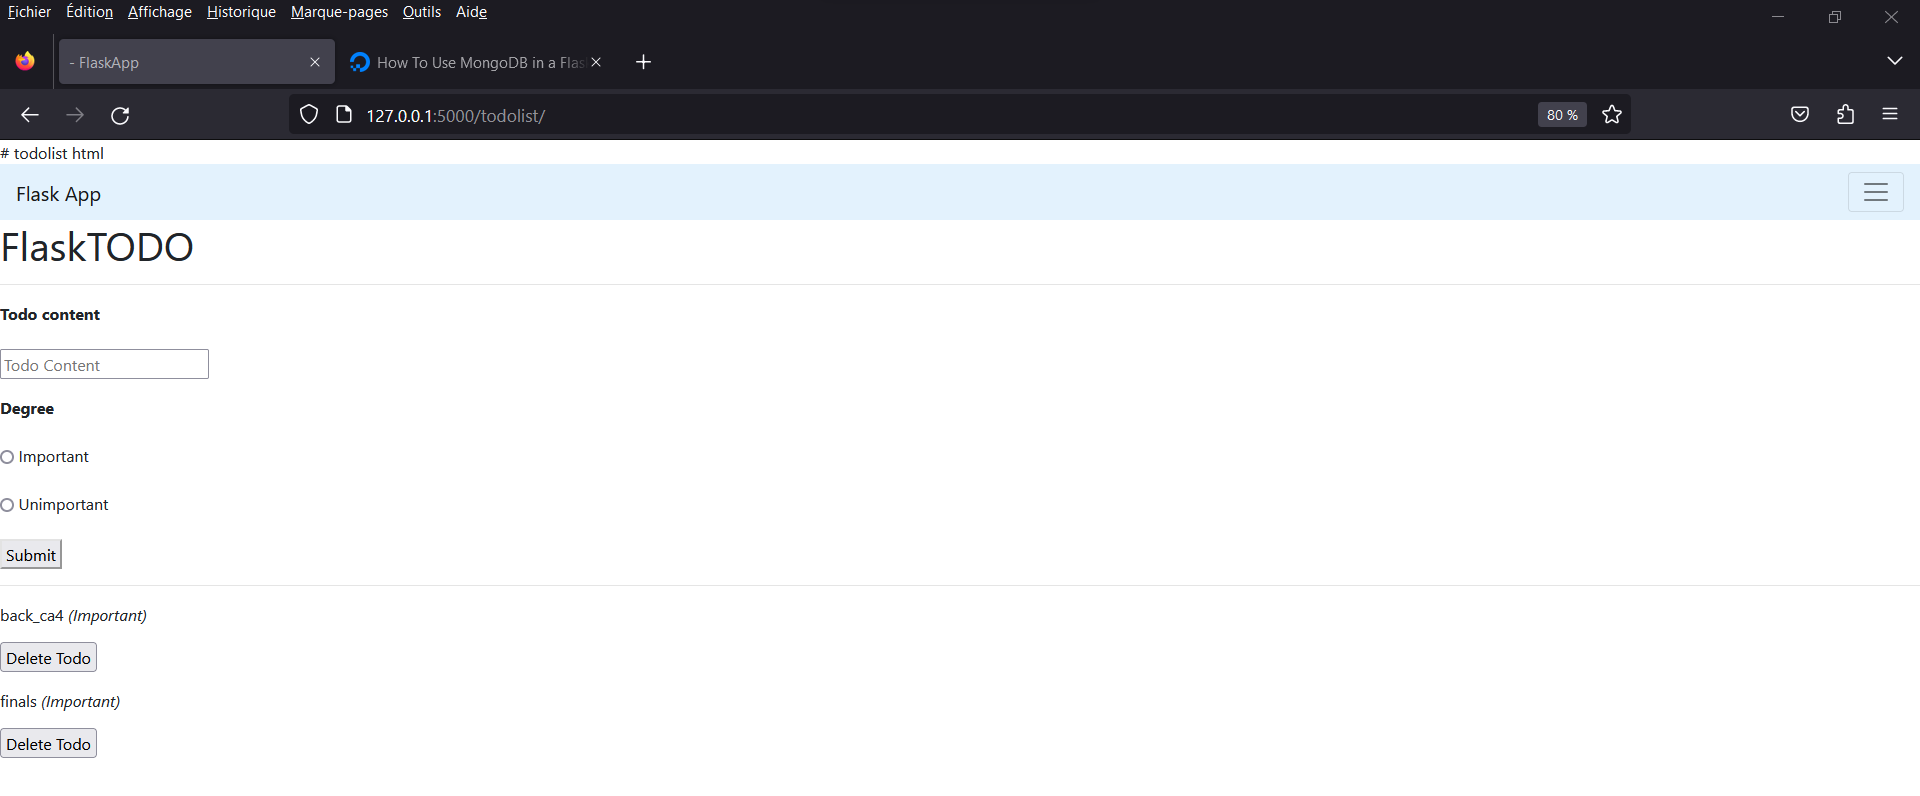 Fichier Édition Affichage Historique Marque-pages Outils Aide
- FlaskApp How To Use MongoDB in a Flas
127.0.0.1:5000/todolist/ 80 %
# todolist html
Flask App
FlaskTODO
Todo content
Todo Content
Degree
Important
Unimportant
Submit
back_ca4 (Important)
Delete Todo
finals (Important)
Delete Todo